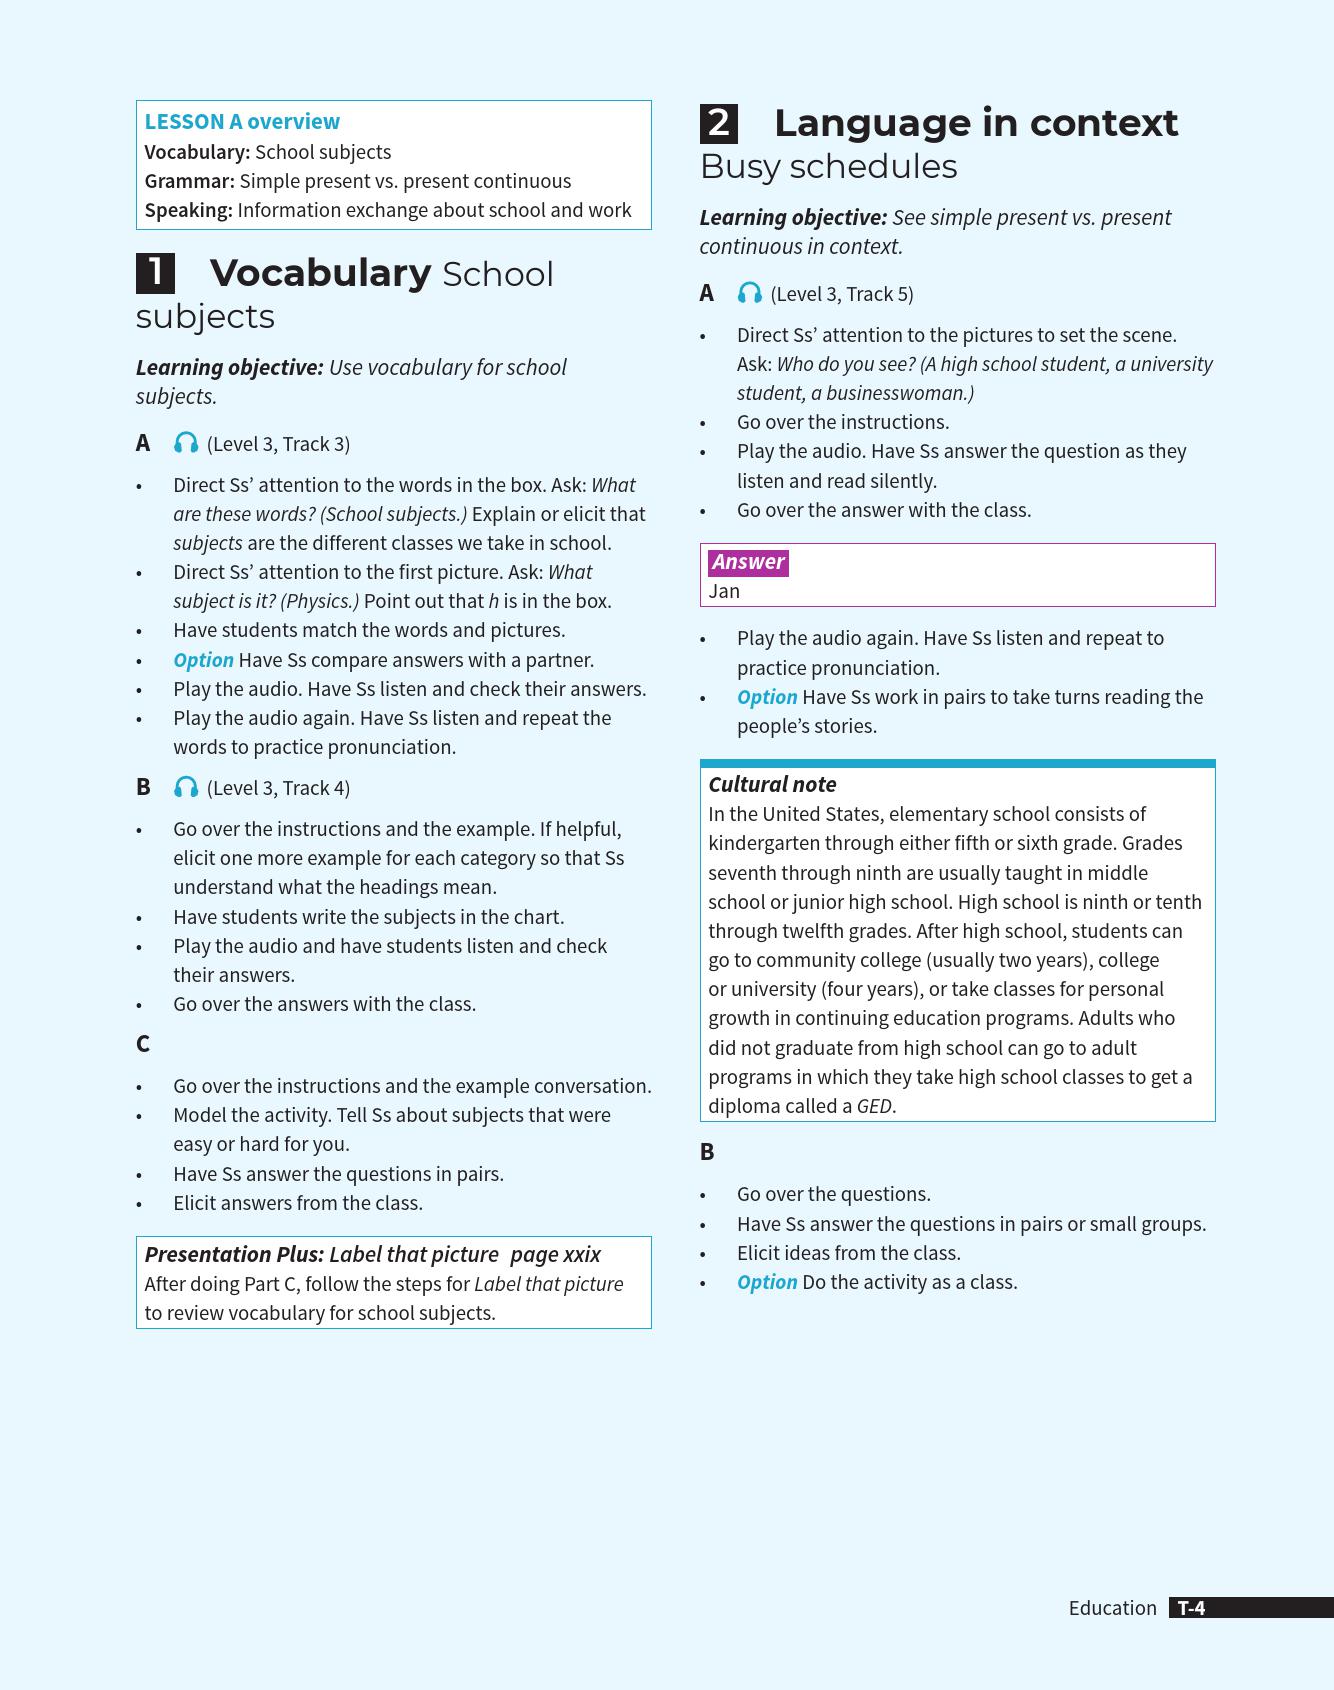 LESSON A overview
Vocabulary: School subjects
Grammar: Simple present vs. present continuous
Speaking: Information exchange about school and work
1 Vocabulary School
subjects
Learning objective: Use vocabulary for school
subjects.
A (Level 3, Track 3)
• Direct Ss’ attention to the words in the box. Ask: What
are these words? (School subjects.) Explain or elicit that
subjects are the different classes we take in school.
• Direct Ss’ attention to the first picture. Ask: What
subject is it? (Physics.) Point out that h is in the box.
• Have students match the words and pictures.
• Option Have Ss compare answers with a partner.
• Play the audio. Have Ss listen and check their answers.
• Play the audio again. Have Ss listen and repeat the
words to practice pronunciation.
B (Level 3, Track 4)
• Go over the instructions and the example. If helpful,
elicit one more example for each category so that Ss
understand what the headings mean.
• Have students write the subjects in the chart.
• Play the audio and have students listen and check
their answers.
• Go over the answers with the class.
C
• Go over the instructions and the example conversation.
• Model the activity. Tell Ss about subjects that were
easy or hard for you.
• Have Ss answer the questions in pairs.
• Elicit answers from the class.
Presentation Plus: Label that picture page xxix
After doing Part C, follow the steps for Label that picture
to review vocabulary for school subjects.
2 Language in context
Busy schedules
Learning objective: See simple present vs. present
continuous in context.
A (Level 3, Track 5)
• Direct Ss’ attention to the pictures to set the scene.
Ask: Who do you see? (A high school student, a university
student, a businesswoman.)
• Go over the instructions.
• Play the audio. Have Ss answer the question as they
listen and read silently.
• Go over the answer with the class.
Answer
Jan
• Play the audio again. Have Ss listen and repeat to
practice pronunciation.
• Option Have Ss work in pairs to take turns reading the
people’s stories.
Cultural note
In the United States, elementary school consists of
kindergarten through either fifth or sixth grade. Grades
seventh through ninth are usually taught in middle
school or junior high school. High school is ninth or tenth
through twelfth grades. After high school, students can
go to community college (usually two years), college
or university (four years), or take classes for personal
growth in continuing education programs. Adults who
did not graduate from high school can go to adult
programs in which they take high school classes to get a
diploma called a GED.
B
• Go over the questions.
• Have Ss answer the questions in pairs or small groups.
• Elicit ideas from the class.
• Option Do the activity as a class.
Education T-4